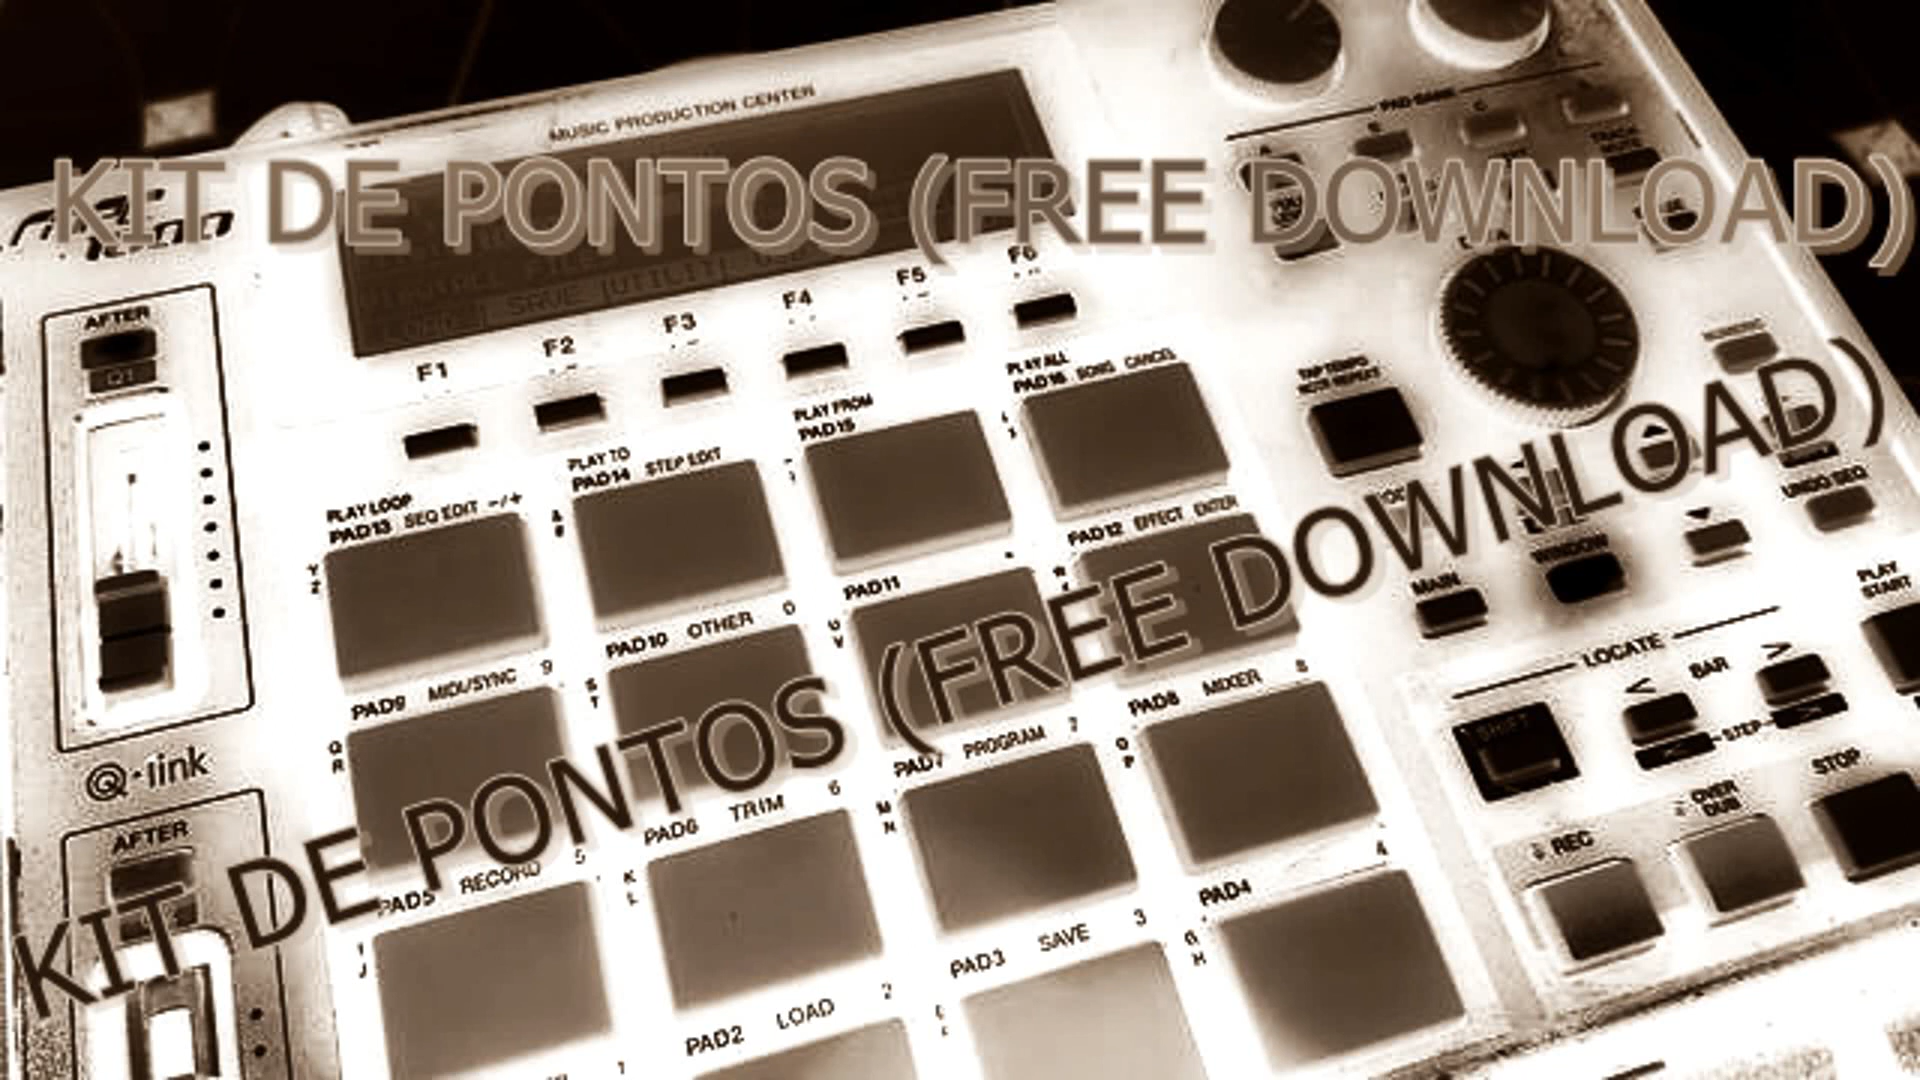 MUSIC PRODUCTION CENTER
KIT DE PONTOS (FREE DOWNLOAD)
PAD BANK
AFTER
Q1
F1 F2 F3 F4 F5 F6
TAP TEMPO
NOTE REPEAT
PLAY ALL
PAD16 SONG CANCEL
PLAY FROM
PAD15
PLAY TO
PAD14 STEP EDIT
PLAY LOOP
PAD13 SEQ EDIT -/+
UNDO SEQ
PAD12 EFFECT ENTER
PAD11
PAD10 OTHER 0
PAD9 MIDI/SYNC 9
MAIN
WINDOW
PLAY
START
LOCATE
BAR
< >
SHIFT
STEP
KIT DE PONTOS (FREE DOWNLOAD)
Q-link
PAD8 MIXER 8
PAD7 PROGRAM 7
PAD6 TRIM 6
PAD5 RECORD 5
STOP
OVER
DUB
REC
AFTER
PAD4 4
PAD3 SAVE 3
PAD2 LOAD 2
1